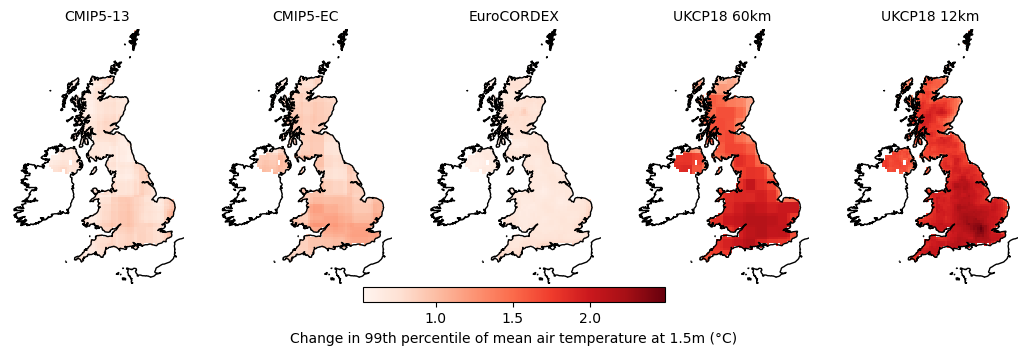 CMIP5-13 CMIP5-EC EuroCORDEX UKCP18 60km UKCP18 12km
1.0 1.5 2.0
Change in 99th percentile of mean air temperature at 1.5m (°C)